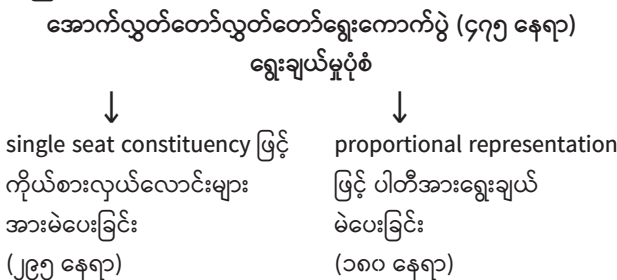 အောက်လွှတ်တော်လွှတ်တော်ရွေးကောက်ပွဲ (၄၇၅ နေရာ)
ရွေးချယ်မှုပုံစံ
↓ ↓
single seat constituency ဖြင့်
ကိုယ်စားလှယ်လောင်းများ
အားမဲပေးခြင်း
(၂၉၅ နေရာ)
proportional representation
ဖြင့် ပါတီအားရွေးချယ်
မဲပေးခြင်း
(၁၈၀ နေရာ)